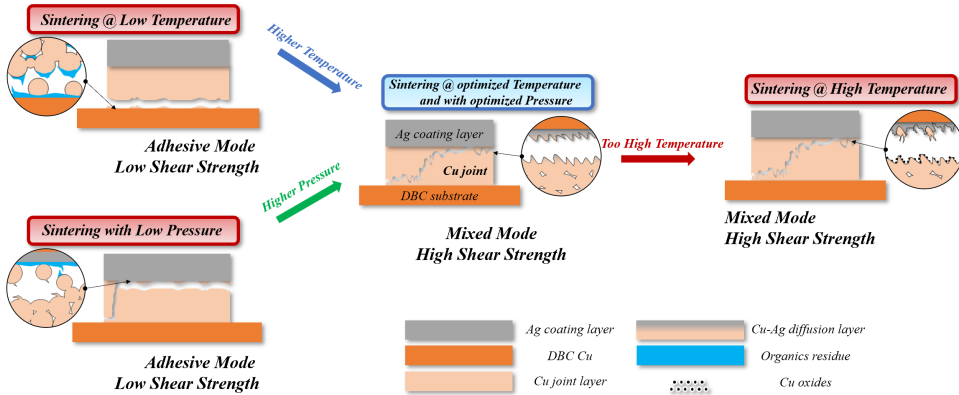 Sintering @ Low Temperature
Adhesive Mode
Low Shear Strength
Higher Temperature
Sintering @ optimized Temperature
and with optimized Pressure
Ag coating layer
Cu joint
DBC substrate
Mixed Mode
High Shear Strength
Too High Temperature
Sintering @ High Temperature
Mixed Mode
High Shear Strength
Higher Pressure
Sintering with Low Pressure
Adhesive Mode
Low Shear Strength
Ag coating layer
Cu-Ag diffusion layer
DBC Cu
Organics residue
Cu joint layer
Cu oxides